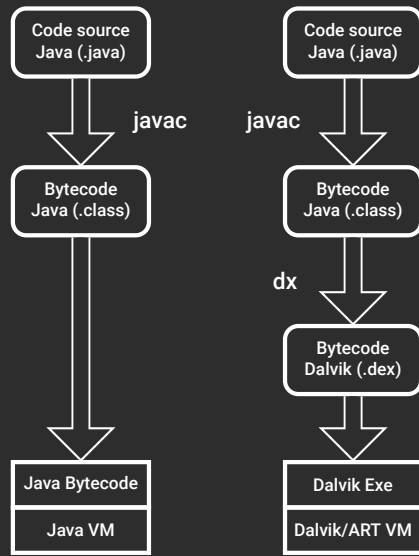 Code source
Java (.java)
javac
Bytecode
Java (.class)
Java Bytecode
Java VM
Code source
Java (.java)
javac
Bytecode
Java (.class)
dx
Bytecode
Dalvik (.dex)
Dalvik Exe
Dalvik/ART VM